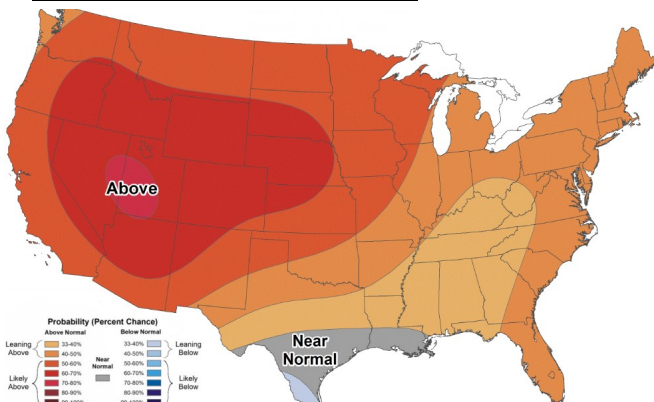 Above
Near
Normal
Probability (Percent Chance)
Above Normal
Below Normal
Leaning
Above
33-40%
40-50%
Likely
Above
50-60%
60-70%
70-80%
80-90%
Near
Normal
33-40%
40-50%
Leaning
Below
50-60%
60-70%
70-80%
80-90%
Likely
Below